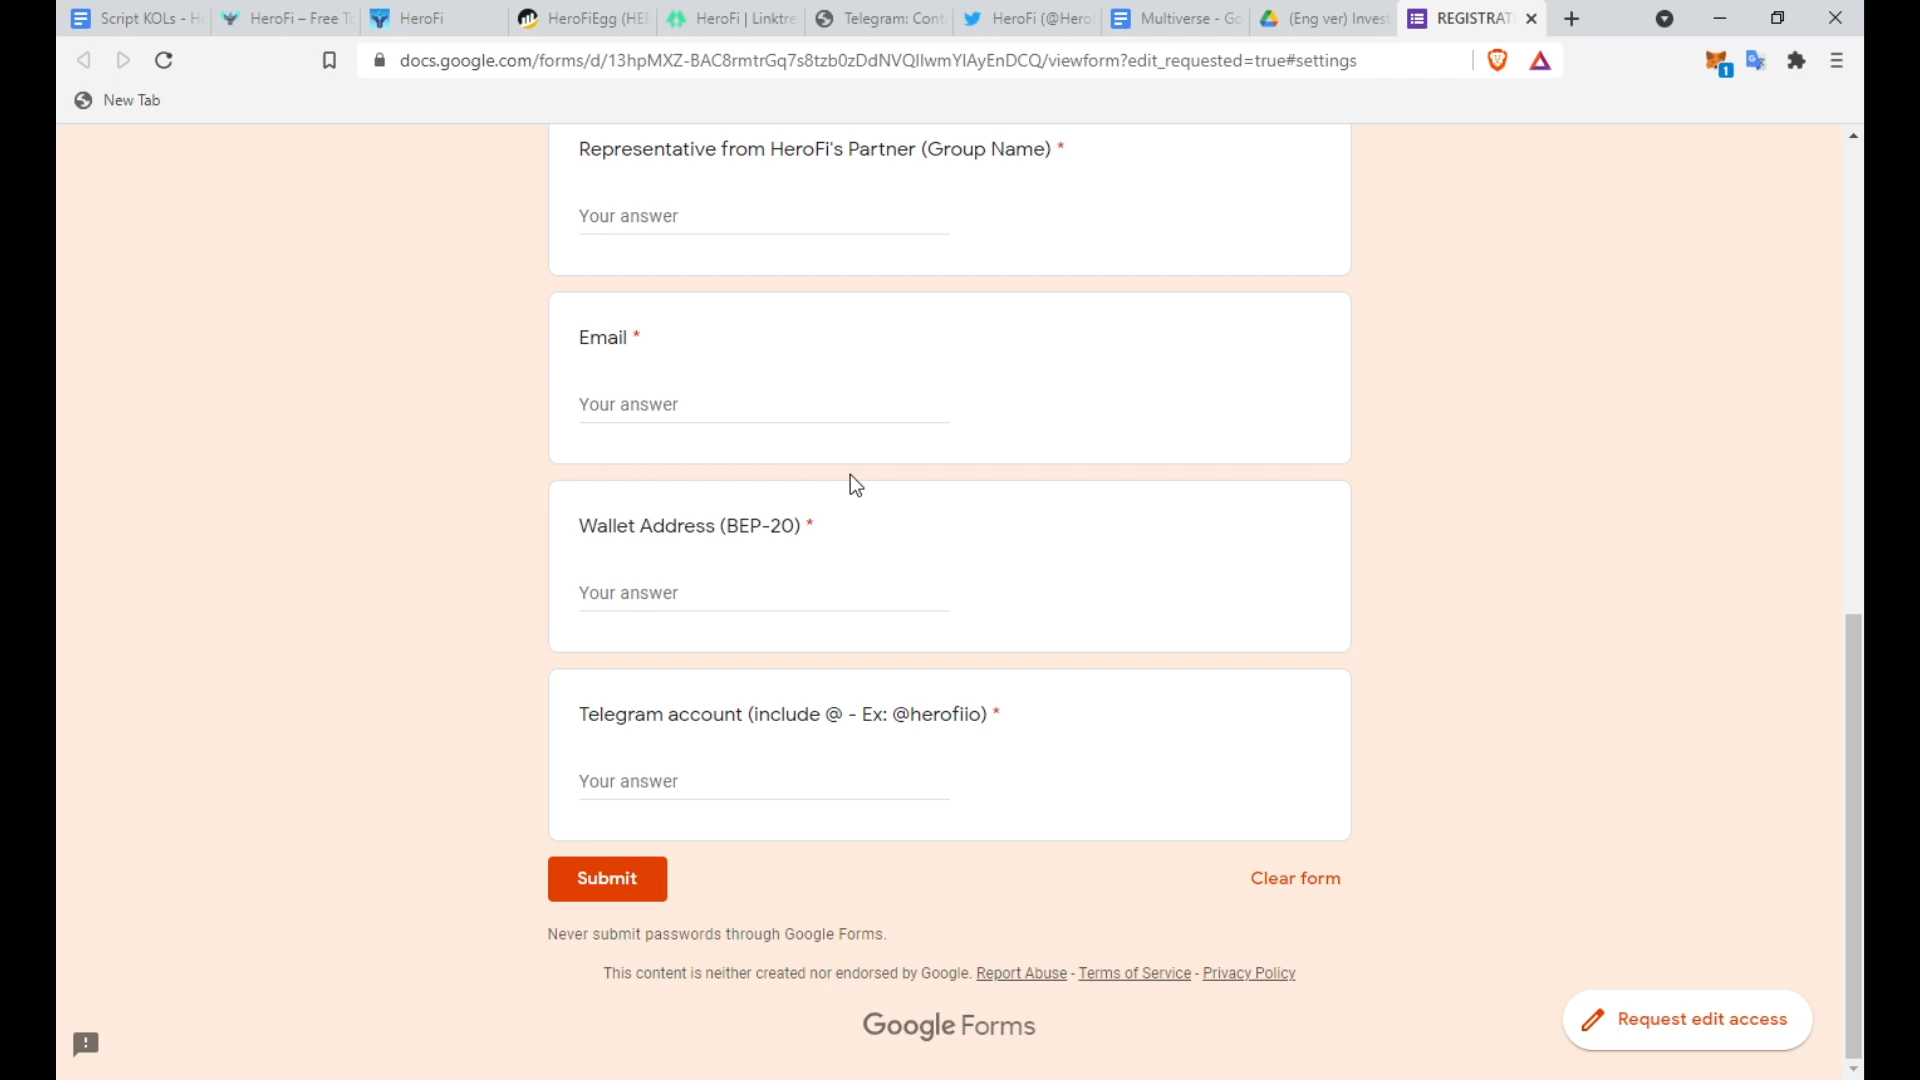 Script KOLs - He
HeroFi – Free To
HeroFi
HeroFiEgg (HEF
HeroFi | Linktre
Telegram: Cont
HeroFi (@Hero
Multiverse - Go
(Eng ver) Invest
REGISTRAT
docs.google.com/forms/d/13hpMXZ-BAC8rmtrGq7s8tzb0zDdNVQIlwmYlAyEnDCQ/viewform?edit_requested=true#settings
1
New Tab
Representative from HeroFi's Partner (Group Name) *
Your answer
Email *
Your answer
Wallet Address (BEP-20) *
Your answer
Telegram account (include @ - Ex: @herofiio) *
Your answer
Submit
Clear form
Never submit passwords through Google Forms.
This content is neither created nor endorsed by Google. Report Abuse - Terms of Service - Privacy Policy
Google Forms
Request edit access